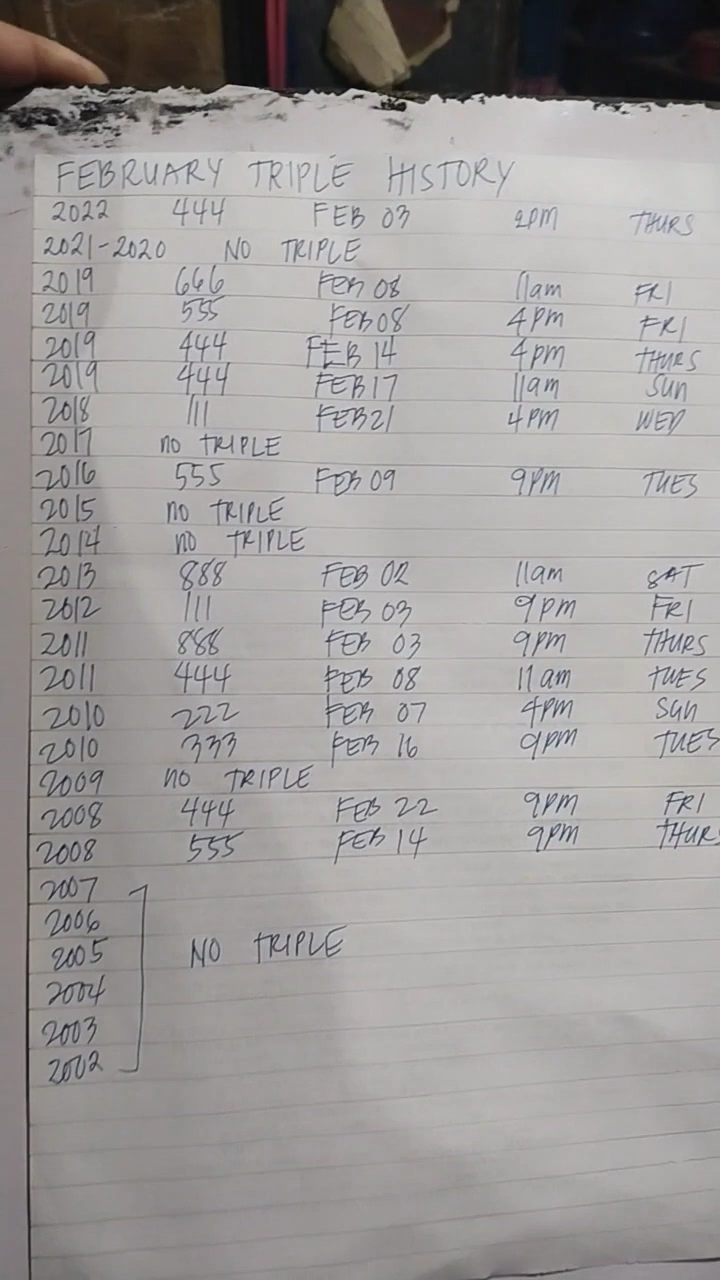 FEBRUARY TRIPLE HISTORY
2022 444 FEB 03 2PM THURS
2021-2020 NO TRIPLE
2019 666 FEB 08 11am FRI
2019 555 FEB 08 4PM FRI
2019 444 FEB 14 4PM THURS
2019 444 FEB 17 11am SUN
2018 111 FEB 21 4PM WED
2017 no TRIPLE
2016 555 FEB 09 9PM TUES
2015 no TRIPLE
2014 no TRIPLE
2013 888 FEB 02 11am SAT
2012 111 FEB 03 9PM FRI
2011 888 FEB 03 9PM THURS
2011 444 FEB 08 11am TUES
2010 222 FEB 07 4PM SUN
2010 333 FEB 16 9PM TUES
2009 no TRIPLE
2008 444 FEB 22 9PM FRI
2008 555 FEB 14 9PM THURS
2007
2006
2005 NO TRIPLE
2004
2003
2002